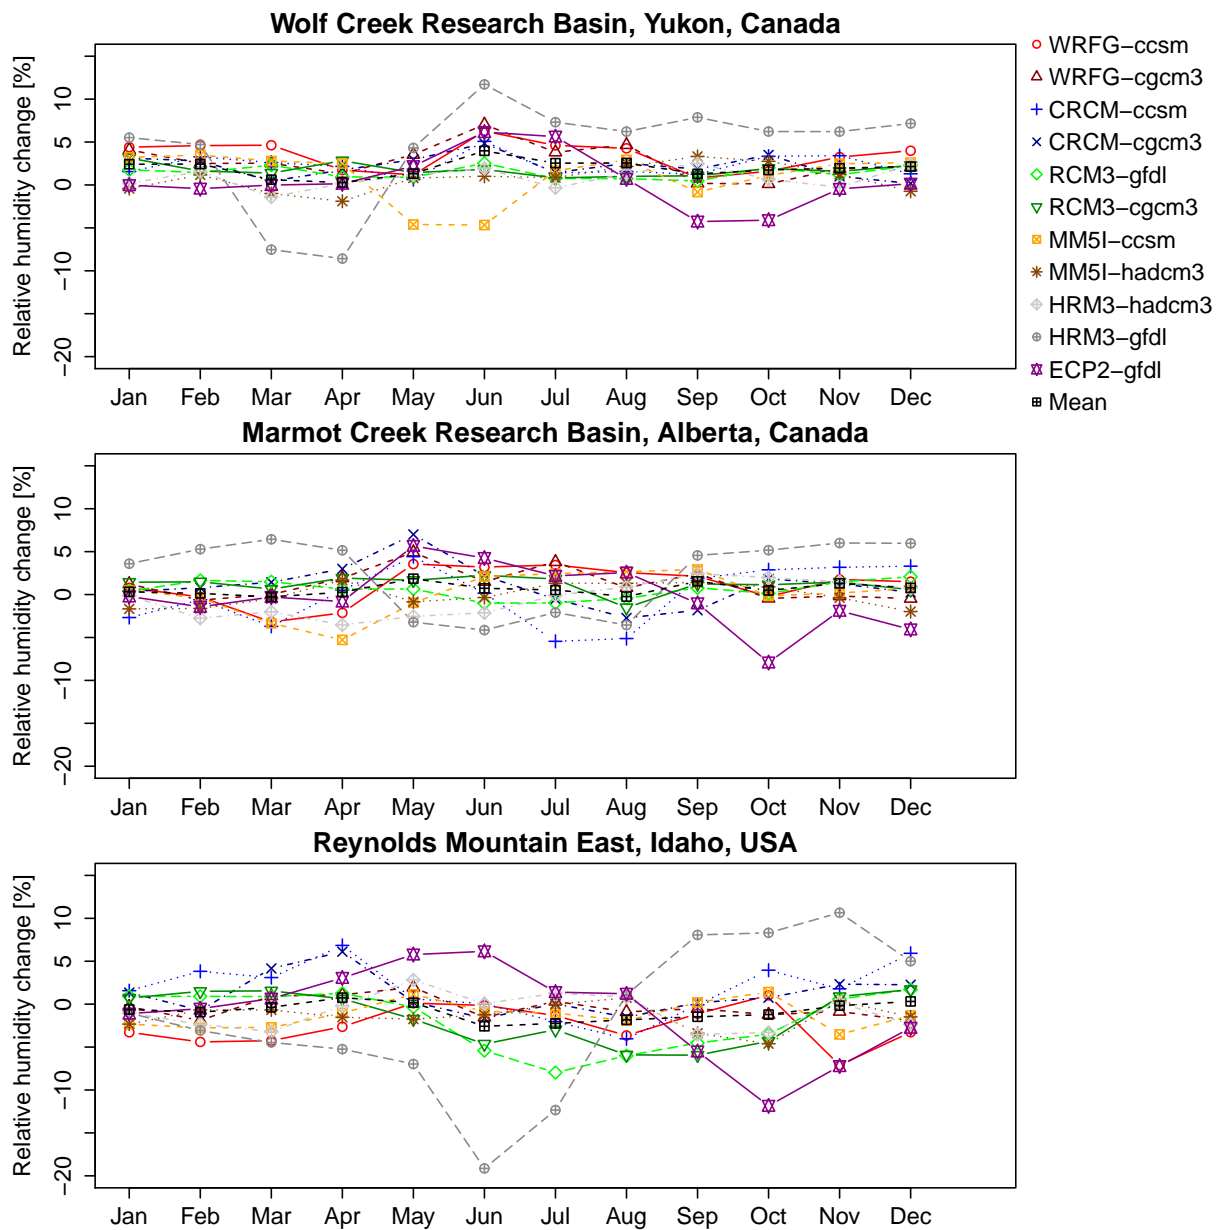 Wolf Creek Research Basin, Yukon, Canada
Relative humidity change [%]
10
5
0
−10
−20
Jan Feb Mar Apr May Jun Jul Aug Sep Oct Nov Dec
WRFG−ccsm
WRFG−cgcm3
CRCM−ccsm
CRCM−cgcm3
RCM3−gfdl
RCM3−cgcm3
MM5I−ccsm
MM5I−hadcm3
HRM3−hadcm3
HRM3−gfdl
ECP2−gfdl
Mean
Marmot Creek Research Basin, Alberta, Canada
Relative humidity change [%]
10
5
0
−10
−20
Jan Feb Mar Apr May Jun Jul Aug Sep Oct Nov Dec
Reynolds Mountain East, Idaho, USA
Relative humidity change [%]
10
5
0
−10
−20
Jan Feb Mar Apr May Jun Jul Aug Sep Oct Nov Dec